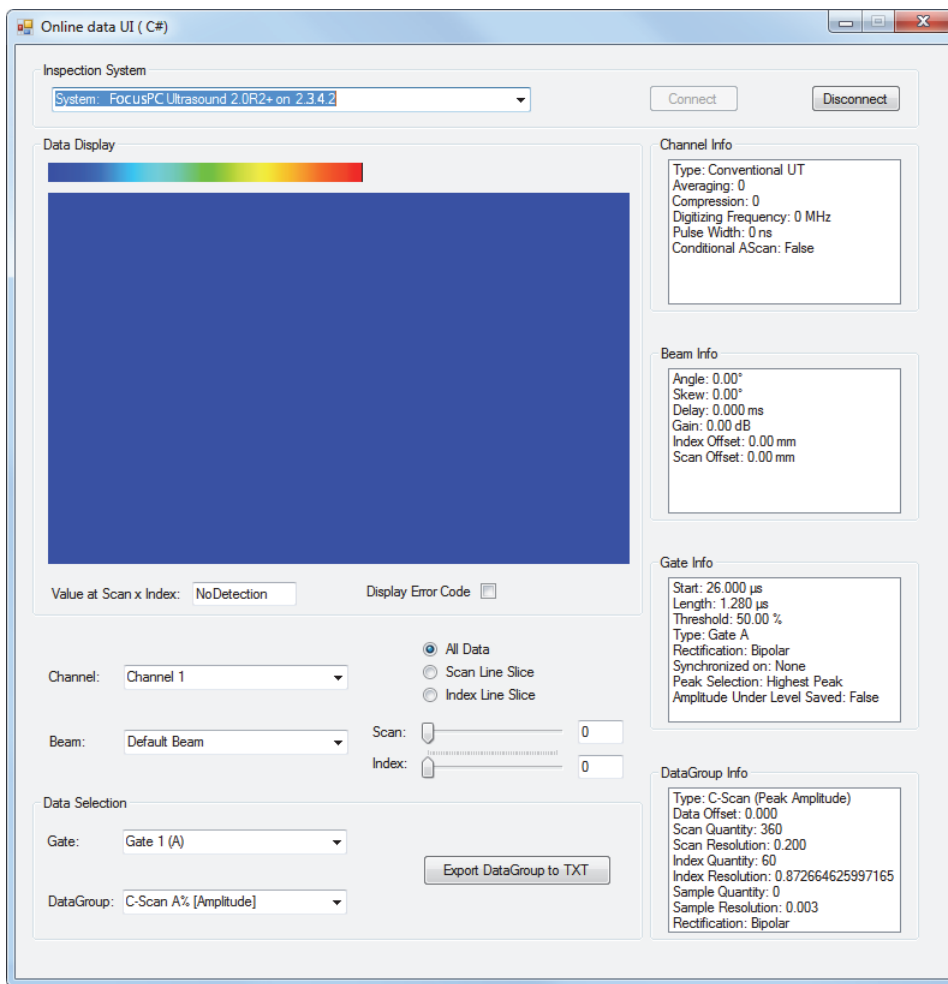 Online data UI ( C#)
Inspection System
System: FocusPC Ultrasound 2.0R2+ on 2.3.4.2
Connect
Disconnect
Data Display
Value at Scan x Index: NoDetection
Display Error Code
Channel: Channel 1
Beam: Default Beam
All Data
Scan Line Slice
Index Line Slice
Scan: 0
Index: 0
Data Selection
Gate: Gate 1 (A)
DataGroup: C-Scan A% [Amplitude]
Export DataGroup to TXT
Channel Info
Type: Conventional UT
Averaging: 0
Compression: 0
Digitizing Frequency: 0 MHz
Pulse Width: 0 ns
Conditional AScan: False
Beam Info
Angle: 0.00°
Skew: 0.00°
Delay: 0.000 ms
Gain: 0.00 dB
Index Offset: 0.00 mm
Scan Offset: 0.00 mm
Gate Info
Start: 26.000 µs
Length: 1.280 µs
Threshold: 50.00 %
Type: Gate A
Rectification: Bipolar
Synchronized on: None
Peak Selection: Highest Peak
Amplitude Under Level Saved: False
DataGroup Info
Type: C-Scan (Peak Amplitude)
Data Offset: 0.000
Scan Quantity: 360
Scan Resolution: 0.200
Index Quantity: 60
Index Resolution: 0.872664625997165
Sample Quantity: 0
Sample Resolution: 0.003
Rectification: Bipolar